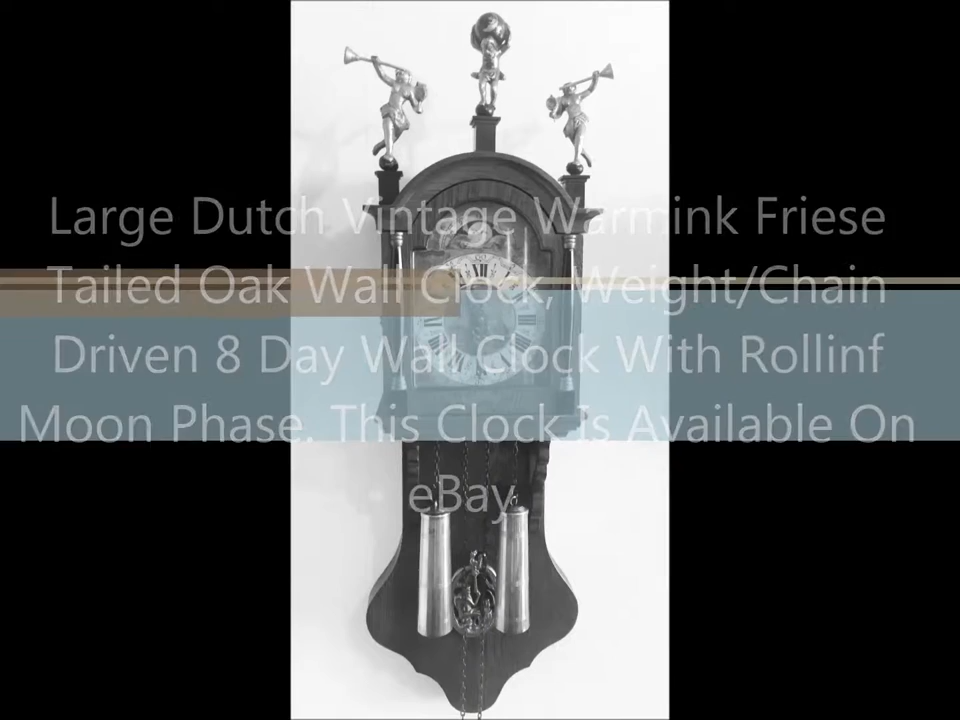 Large Dutch Vintage Warmink Friese
Tailed Oak Wall Clock, Weight/Chain
Driven 8 Day Wall Clock With Rollinf
Moon Phase. This Clock Is Available On
eBay